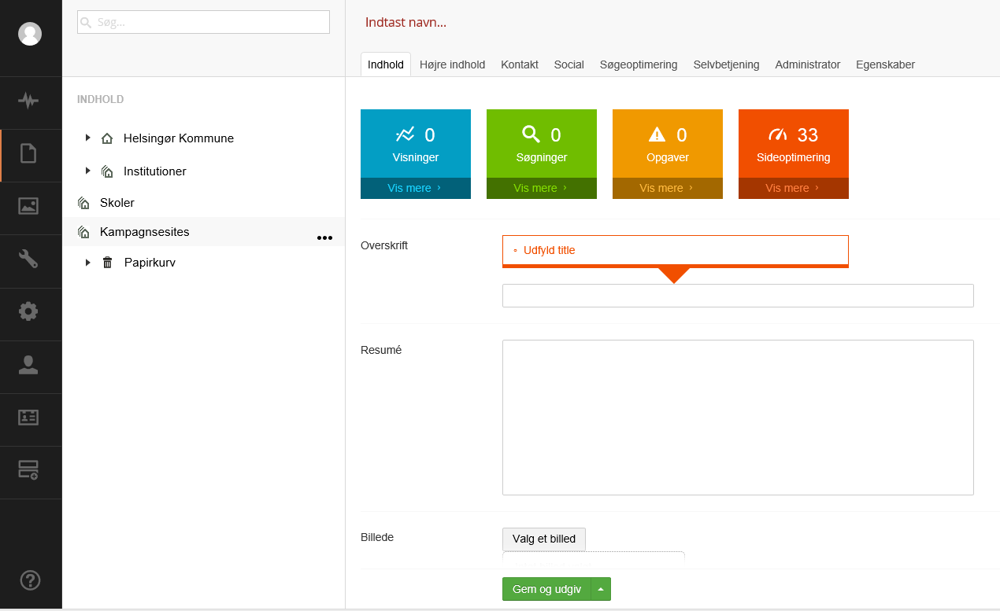 Søg...
Indtast navn...
Indhold Højre indhold Kontakt Social Søgeoptimering Selvbetjening Administrator Egenskaber
INDHOLD
Helsingør Kommune
Institutioner
Skoler
Kampagnsesites
Papirkurv
0
Visninger
Vis mere ›
0
Søgninger
Vis mere ›
0
Opgaver
Vis mere ›
33
Sideoptimering
Vis mere ›
Overskrift
Udfyld title
Resumé
Billede
Valg et billed
Gem og udgiv